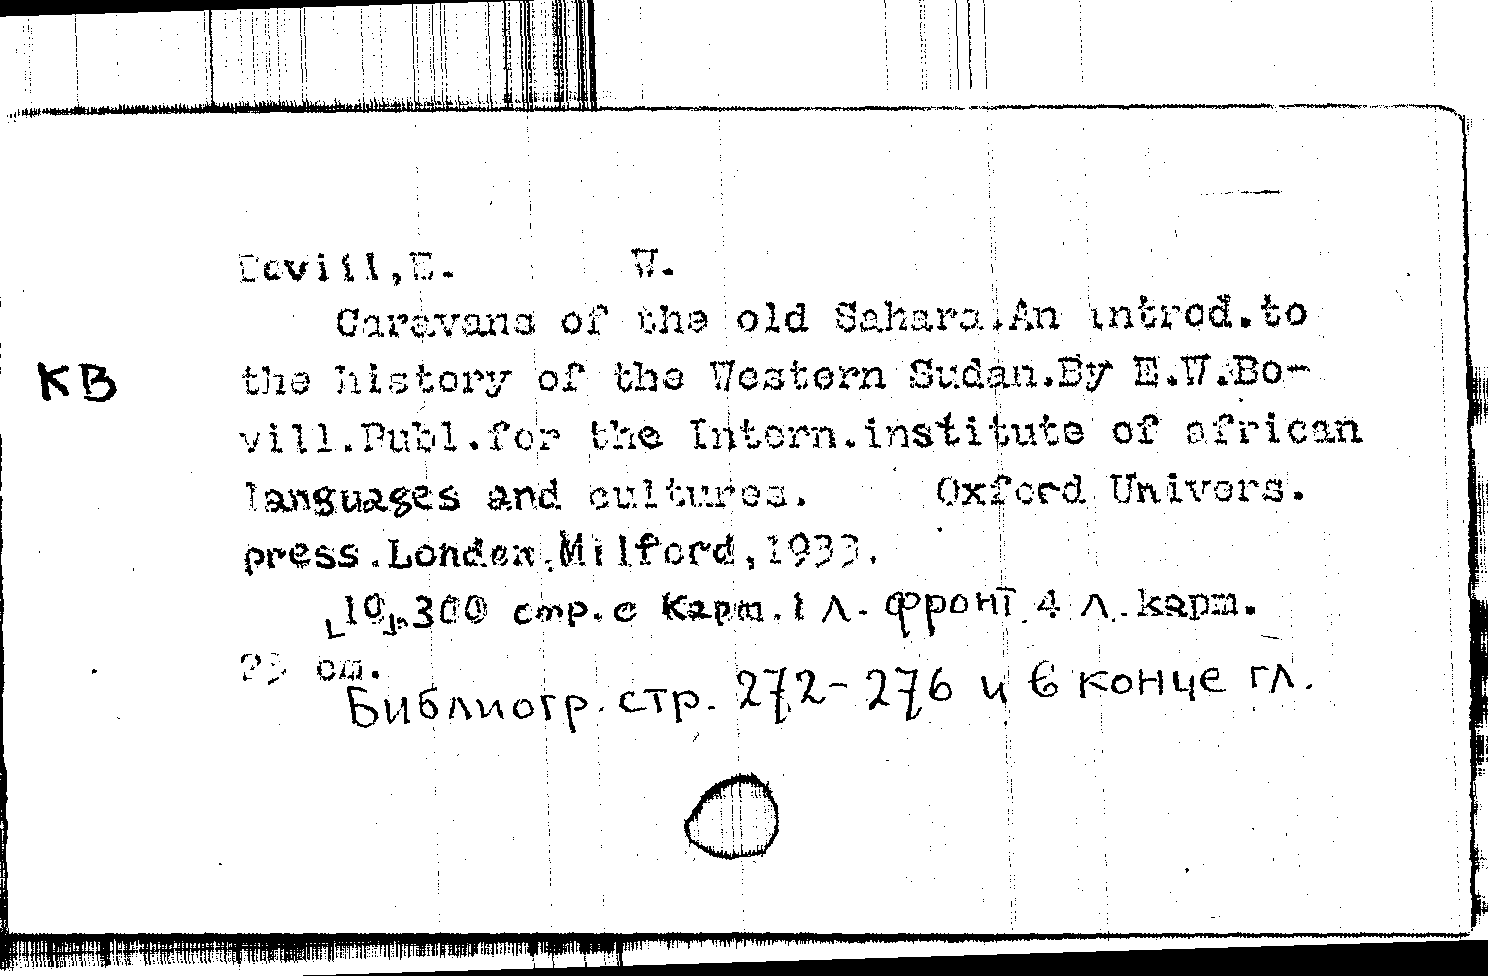 Bovill,E. W.
Caravans of the old Sahara.An introd.to
КВ
the history of the Western Sudan.By E.W.Bo-
vill.Publ.for the Intern.institute of african
languages and cultures. Oxford Univers.
press.London.Milford,1933.
[10],300 стр.с карт.1 л. фронт 4 л.карт.
23 см.
Библиогр. стр. 272-276 и в конце гл.